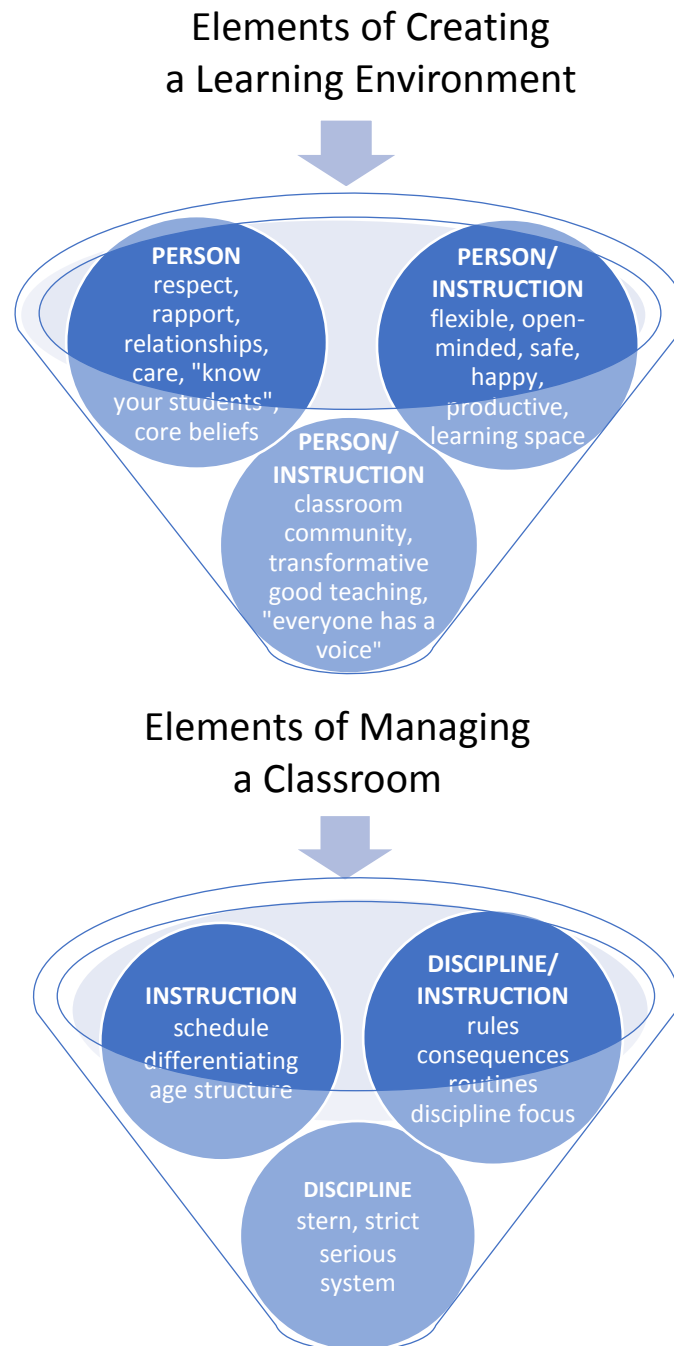 Elements of Creating
a Learning Environment
PERSON
respect,
rapport,
relationships,
care, "know
your students",
core beliefs
PERSON/
INSTRUCTION
flexible, open-
minded, safe,
happy,
productive,
learning space
PERSON/
INSTRUCTION
classroom
community,
transformative
good teaching,
"everyone has a
voice"
Elements of Managing
a Classroom
INSTRUCTION
schedule
differentiating
age structure
DISCIPLINE/
INSTRUCTION
rules
consequences
routines
discipline focus
DISCIPLINE
stern, strict
serious
system